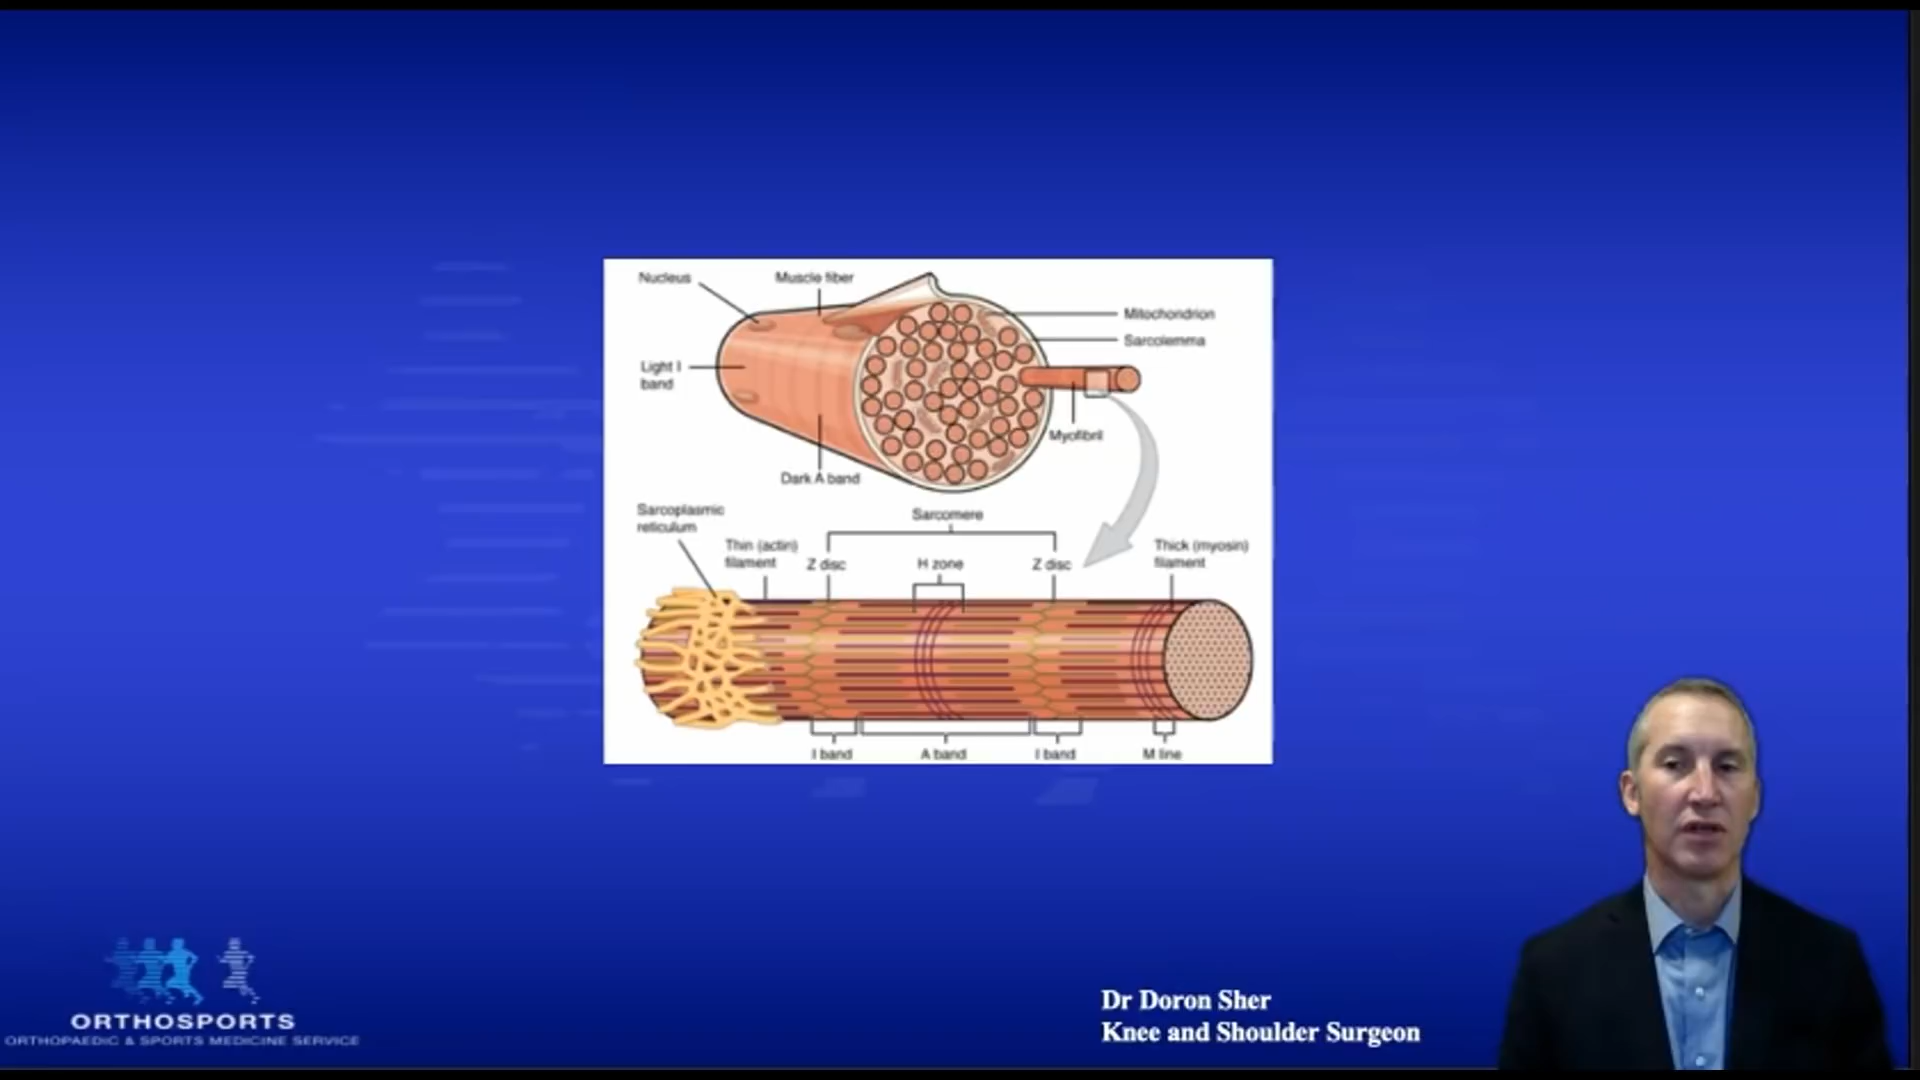 Nucleus
Muscle fiber
Mitochondrion
Sarcolemma
Light I
band
Myofibril
Dark A band
Sarcoplasmic
reticulum
Sarcomere
Thin (actin)
filament
Z disc
H zone
Z disc
Thick (myosin)
filament
I band
A band
I band
M line
ORTHOSPORTS
ORTHOPAEDIC & SPORTS MEDICINE SERVICE
Dr Doron Sher
Knee and Shoulder Surgeon